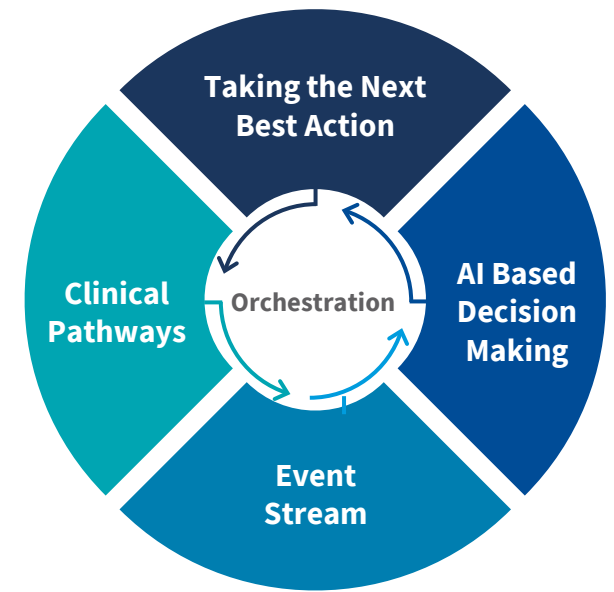 Taking the Next
Best Action
Clinical
Pathways
Orchestration
AI Based
Decision
Making
Event
Stream